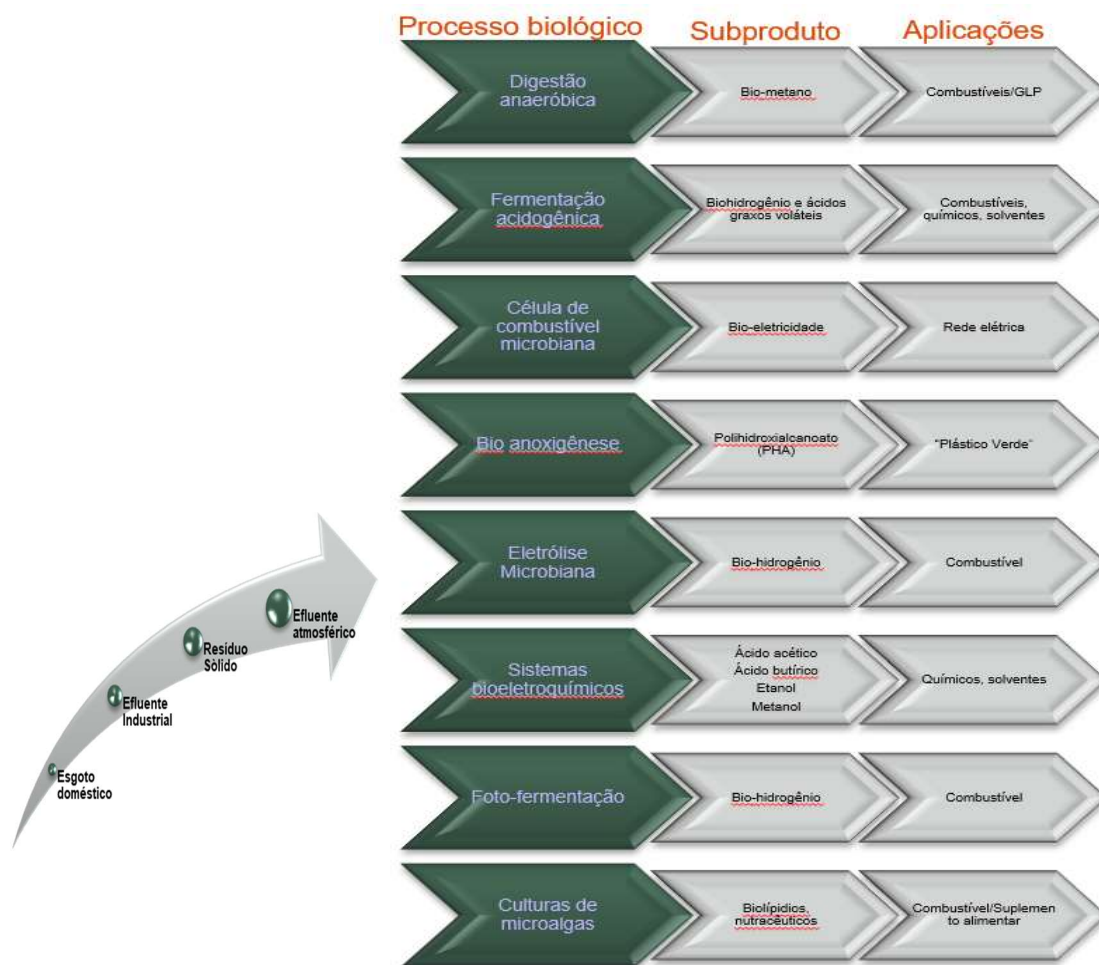 Processo biológico
Subproduto
Aplicações
Digestão
anaeróbica
Bio-metano
Combustíveis/GLP
Fermentação
acidogênica
Biohidrogênio e ácidos
graxos voláteis
Combustíveis,
químicos, solventes
Célula de
combustível
microbiana
Bio-eletricidade
Rede elétrica
Bio anoxigênese
Polihidroxialcanoato
(PHA)
"Plástico Verde"
Eletrólise
Microbiana
Bio-hidrogênio
Combustível
Sistemas
bioeletroquímicos
Ácido acético
Ácido butírico
Etanol
Metanol
Químicos, solventes
Foto-fermentação
Bio-hidrogênio
Combustível
Culturas de
microalgas
Biolípidios,
nutracêuticos
Combustível/Suplemen
to alimentar
Esgoto
doméstico
Efluente
Industrial
Resíduo
Sòlido
Efluente
atmosférico